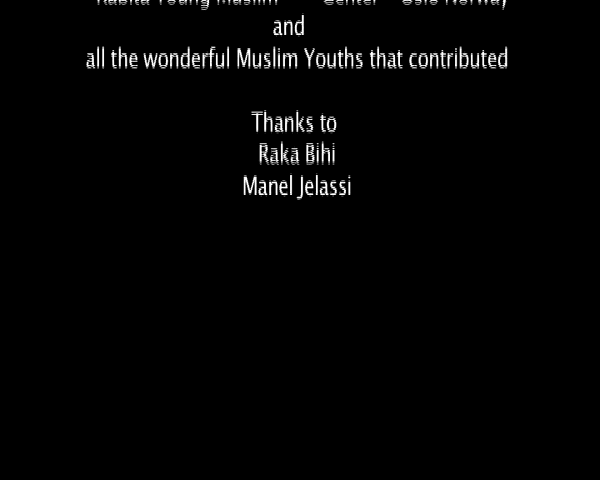 Rabita Young Muslim Center Oslo Norway
and
all the wonderful Muslim Youths that contributed
Thanks to
Raka Bihi
Manel Jelassi